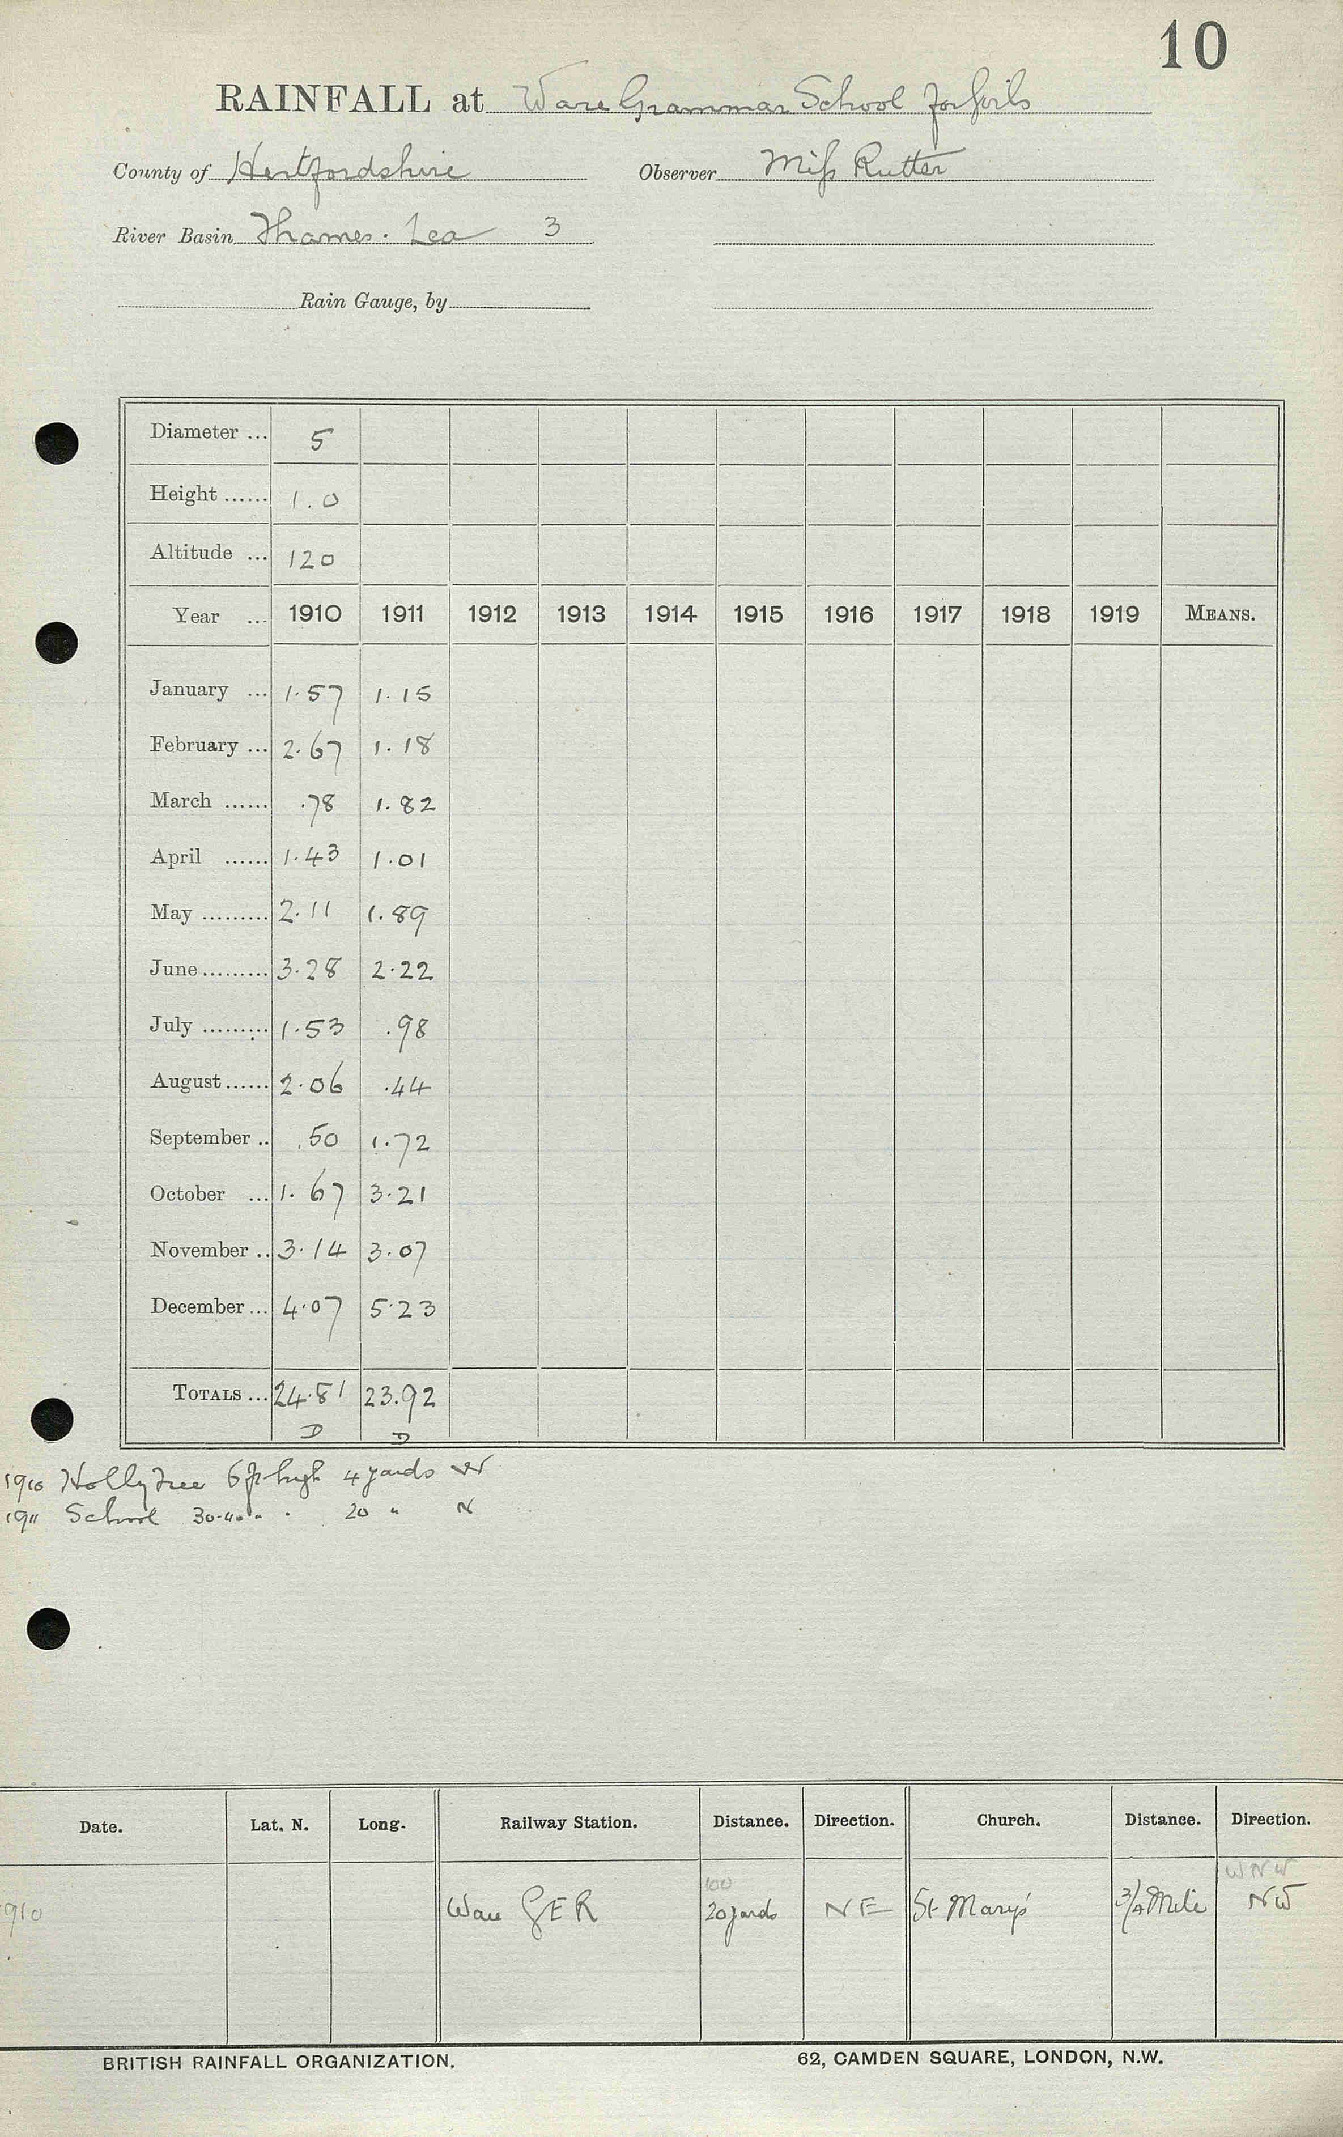 10
RAINFALL at Ware Grammar School for Girls
County of Hertfordshire Observer Miss Rutter
River Basin Thames. Lea 3
Rain Gauge, by
Diameter ... 5
Height ...... 1.0
Altitude ... 120
Year ... 1910 1911 1912 1913 1914 1915 1916 1917 1918 1919 MEANS.
January ... 1.57 1.15
February ... 2.67 1.18
March ...... .78 1.82
April ...... 1.43 1.01
May ......... 2.11 1.89
June ......... 3.28 2.22
July ......... 1.53 .98
August ...... 2.06 .44
September .. .50 1.72
October ... 1.67 3.21
November .. 3.14 3.07
December ... 4.07 5.23
TOTALS ... 24.81 23.92
D D
1910 Holly tree 6ft high 4 yards W
1911 School 30-40 " " 20 " N
Date. Lat. N. Long. Railway Station. Distance. Direction. Church. Distance. Direction.
100 WNW
1910 Ware GER 20 yards NE St. Mary's 3/4 Mile NW
BRITISH RAINFALL ORGANIZATION. 62, CAMDEN SQUARE, LONDON, N.W.